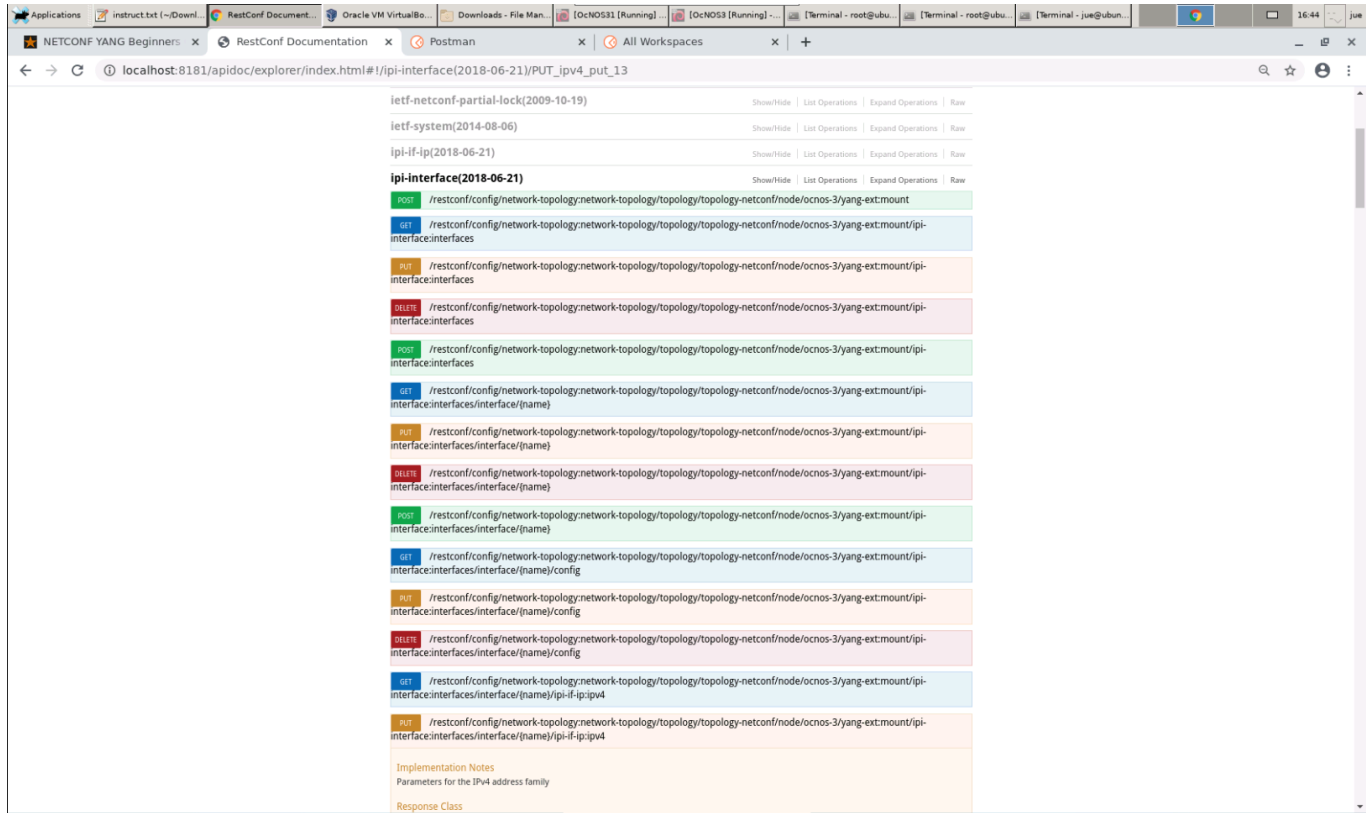 Applications instruct.txt (~/Downl... RestConf Document... Oracle VM VirtualBo... Downloads - File Man... [OcNOS31 [Running] ... [OcNOS3 [Running] -... [Terminal - root@ubu... [Terminal - root@ubu... [Terminal - jue@ubun... 16:44 jue
NETCONF YANG Beginners × RestConf Documentation × Postman × All Workspaces × +
localhost:8181/apidoc/explorer/index.html#!/ipi-interface(2018-06-21)/PUT_ipv4_put_13
ietf-netconf-partial-lock(2009-10-19) Show/Hide List Operations Expand Operations Raw
ietf-system(2014-08-06) Show/Hide List Operations Expand Operations Raw
ipi-if-ip(2018-06-21) Show/Hide List Operations Expand Operations Raw
ipi-interface(2018-06-21) Show/Hide List Operations Expand Operations Raw
POST /restconf/config/network-topology:network-topology/topology/topology-netconf/node/ocnos-3/yang-ext:mount
GET /restconf/config/network-topology:network-topology/topology/topology-netconf/node/ocnos-3/yang-ext:mount/ipi-
interface:interfaces
PUT /restconf/config/network-topology:network-topology/topology/topology-netconf/node/ocnos-3/yang-ext:mount/ipi-
interface:interfaces
DELETE /restconf/config/network-topology:network-topology/topology/topology-netconf/node/ocnos-3/yang-ext:mount/ipi-
interface:interfaces
POST /restconf/config/network-topology:network-topology/topology/topology-netconf/node/ocnos-3/yang-ext:mount/ipi-
interface:interfaces
GET /restconf/config/network-topology:network-topology/topology/topology-netconf/node/ocnos-3/yang-ext:mount/ipi-
interface:interfaces/interface/{name}
PUT /restconf/config/network-topology:network-topology/topology/topology-netconf/node/ocnos-3/yang-ext:mount/ipi-
interface:interfaces/interface/{name}
DELETE /restconf/config/network-topology:network-topology/topology/topology-netconf/node/ocnos-3/yang-ext:mount/ipi-
interface:interfaces/interface/{name}
POST /restconf/config/network-topology:network-topology/topology/topology-netconf/node/ocnos-3/yang-ext:mount/ipi-
interface:interfaces/interface/{name}
GET /restconf/config/network-topology:network-topology/topology/topology-netconf/node/ocnos-3/yang-ext:mount/ipi-
interface:interfaces/interface/{name}/config
PUT /restconf/config/network-topology:network-topology/topology/topology-netconf/node/ocnos-3/yang-ext:mount/ipi-
interface:interfaces/interface/{name}/config
DELETE /restconf/config/network-topology:network-topology/topology/topology-netconf/node/ocnos-3/yang-ext:mount/ipi-
interface:interfaces/interface/{name}/config
GET /restconf/config/network-topology:network-topology/topology/topology-netconf/node/ocnos-3/yang-ext:mount/ipi-
interface:interfaces/interface/{name}/ipi-if-ip:ipv4
PUT /restconf/config/network-topology:network-topology/topology/topology-netconf/node/ocnos-3/yang-ext:mount/ipi-
interface:interfaces/interface/{name}/ipi-if-ip:ipv4
Implementation Notes
Parameters for the IPv4 address family
Response Class